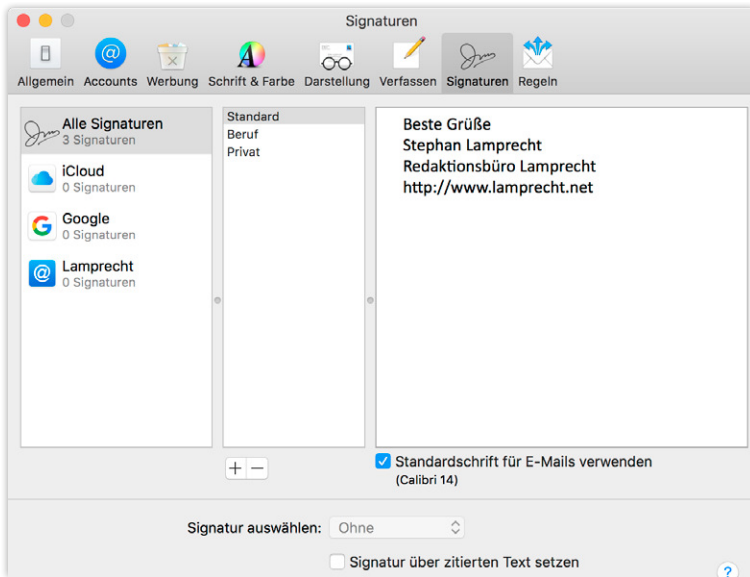 Signaturen
Allgemein Accounts Werbung Schrift & Farbe Darstellung Verfassen Signaturen Regeln
Alle Signaturen
3 Signaturen
iCloud
0 Signaturen
Google
0 Signaturen
@ Lamprecht
0 Signaturen
Standard
Beruf
Privat
Beste Grüße
Stephan Lamprecht
Redaktionsbüro Lamprecht
http://www.lamprecht.net
+ −
Standardschrift für E-Mails verwenden
(Calibri 14)
Signatur auswählen: Ohne
Signatur über zitierten Text setzen
?